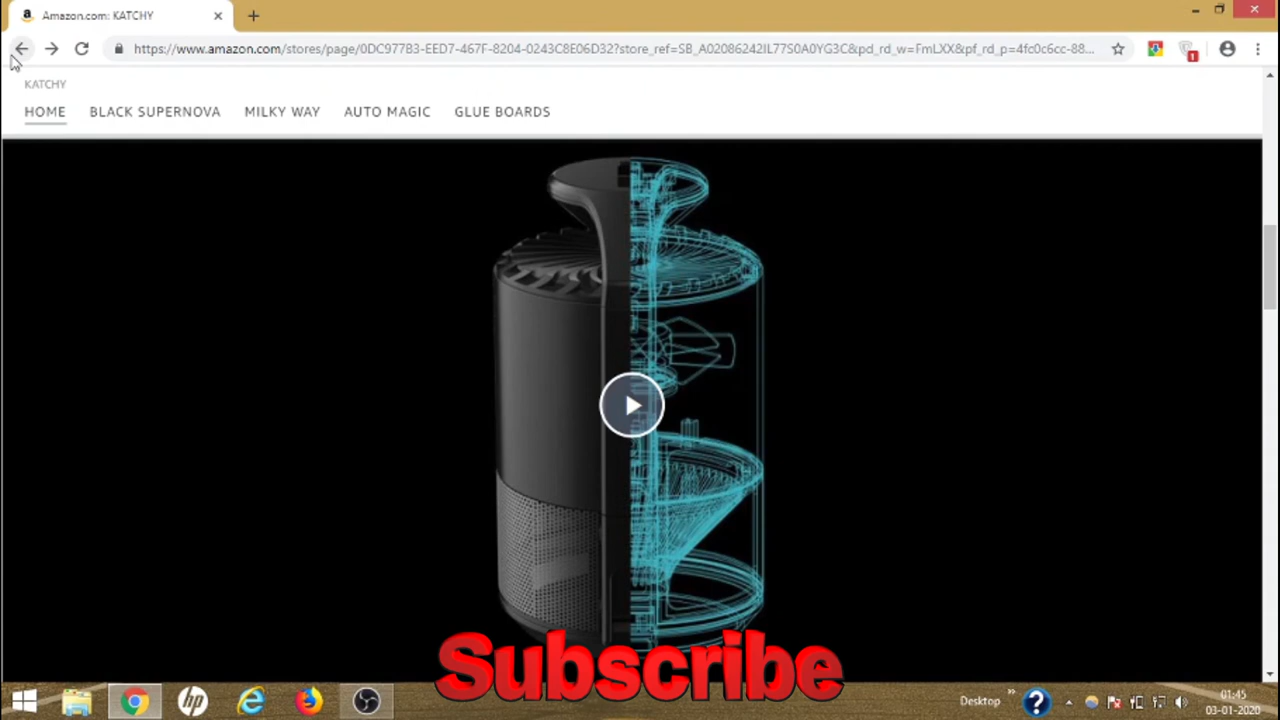 Amazon.com: KATCHY
https://www.amazon.com/stores/page/0DC977B3-EED7-467F-8204-0243C8E06D32?store_ref=SB_A02086242IL77S0A0YG3C&pd_rd_w=FmLXX&pf_rd_p=4fc0c6cc-88...
1
KATCHY
HOME BLACK SUPERNOVA MILKY WAY AUTO MAGIC GLUE BOARDS
Subscribe
Desktop
01:45
03-01-2020